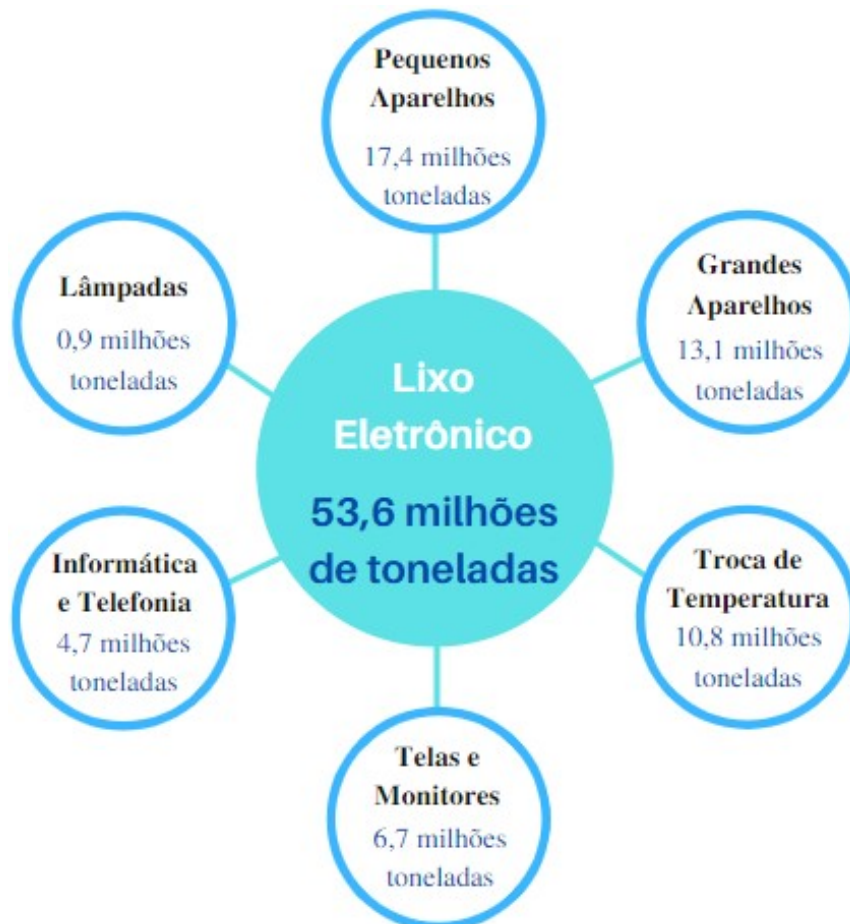 Pequenos
Aparelhos
17,4 milhões
toneladas
Lâmpadas
0,9 milhões
toneladas
Grandes
Aparelhos
13,1 milhões
toneladas
Lixo
Eletrônico
53,6 milhões
de toneladas
Informática
e Telefonia
4,7 milhões
toneladas
Troca de
Temperatura
10,8 milhões
toneladas
Telas e
Monitores
6,7 milhões
toneladas